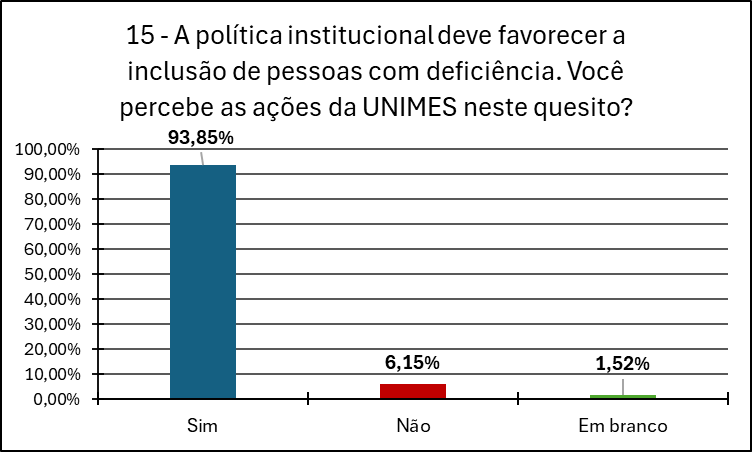 15 - A política institucional deve favorecer a
inclusão de pessoas com deficiência. Você
percebe as ações da UNIMES neste quesito?
93,85%
100,00%
90,00%
80,00%
70,00%
60,00%
50,00%
40,00%
30,00%
20,00%
10,00%
0,00%
6,15%
1,52%
Sim
Não
Em branco